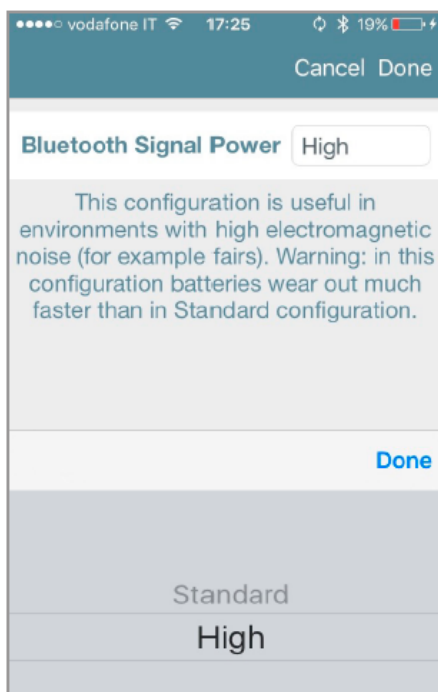 vodafone IT 17:25 19%
Cancel Done
Bluetooth Signal Power High
This configuration is useful in
environments with high electromagnetic
noise (for example fairs). Warning: in this
configuration batteries wear out much
faster than in Standard configuration.
Done
Standard
High